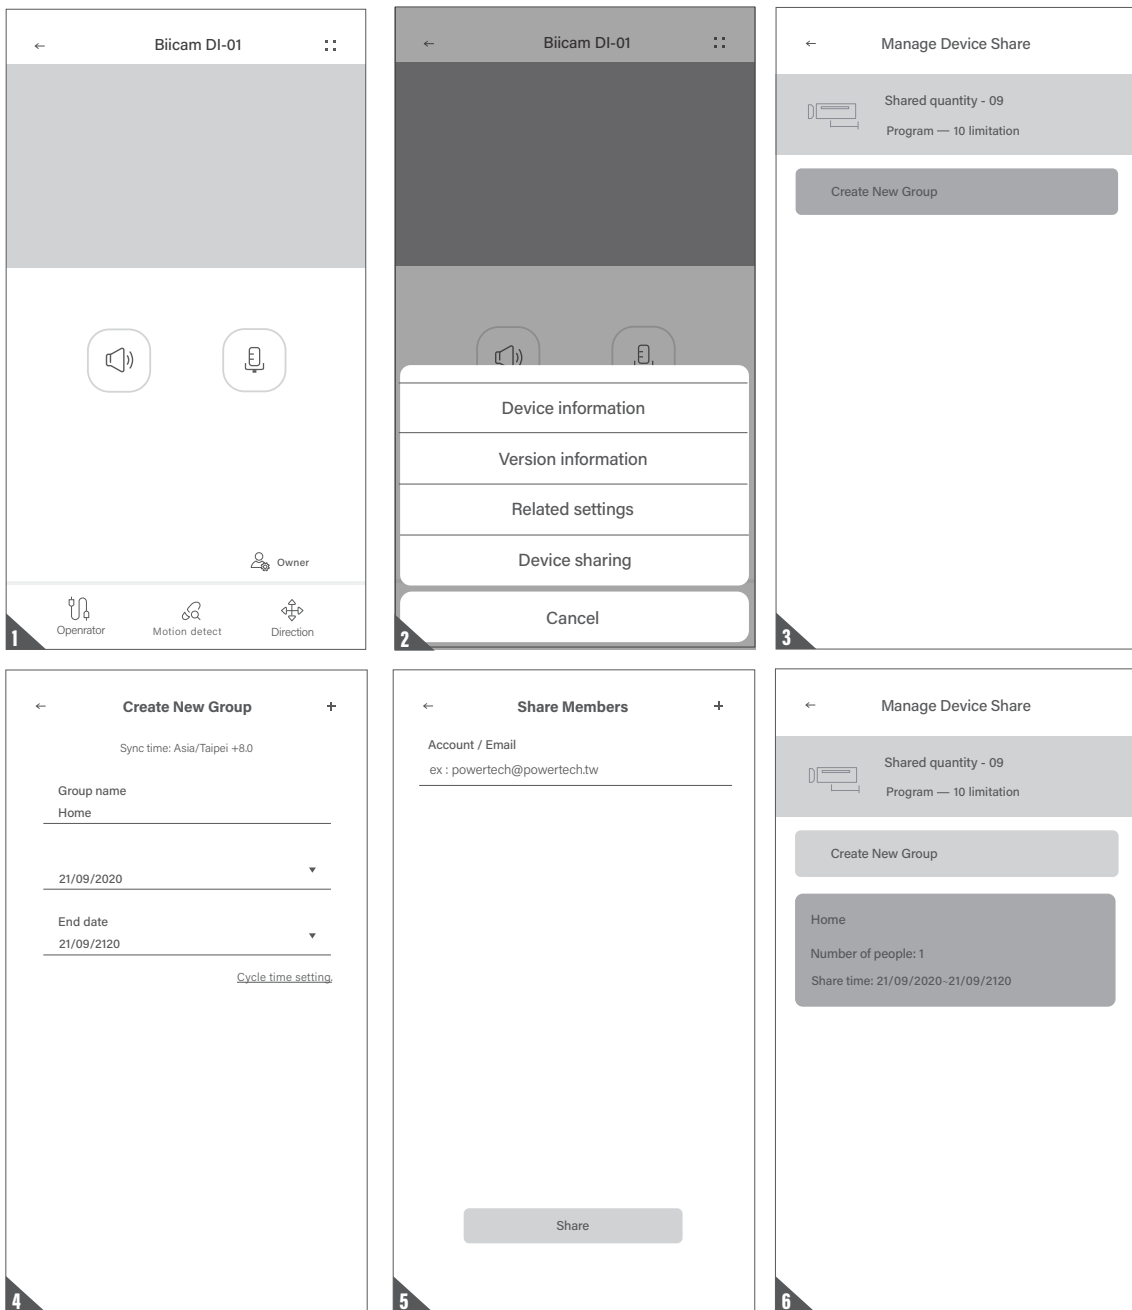 ←
Biicam DI-01
Openrator
Motion detect
Direction
Owner
1
←
Biicam DI-01
Device information
Version information
Related settings
Device sharing
Cancel
2
←
Manage Device Share
Shared quantity - 09
Program — 10 limitation
Create New Group
3
←
Create New Group
+
Sync time: Asia/Taipei +8.0
Group name
Home
21/09/2020
End date
21/09/2120
Cycle time setting.
4
←
Share Members
+
Account / Email
ex : powertech@powertech.tw
Share
5
←
Manage Device Share
Shared quantity - 09
Program — 10 limitation
Create New Group
Home
Number of people: 1
Share time: 21/09/2020~21/09/2120
6